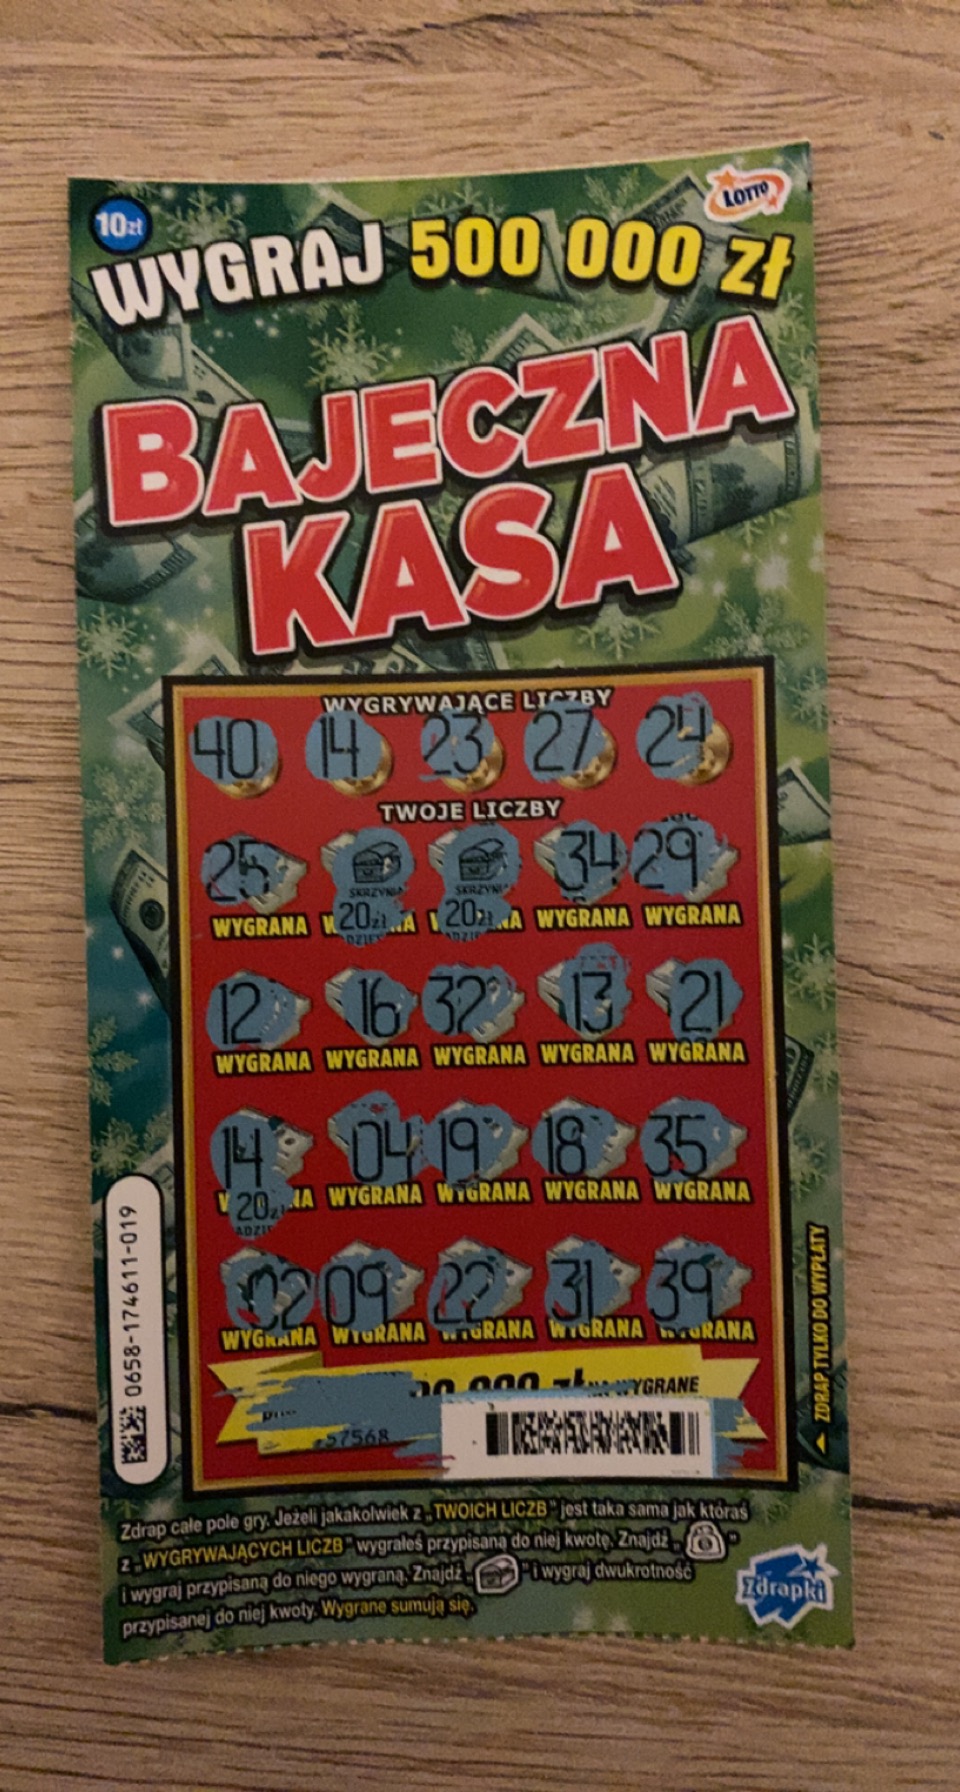 10zł
LOTTO
WYGRAJ 500 000 zł
BAJECZNA
KASA
WYGRYWAJĄCE LICZBY
40 14 23 27 24
TWOJE LICZBY
25 34 29
SKRZYNIA SKRZYNIA
WYGRANA 20zł 20zł WYGRANA WYGRANA
12 16 32 13 21
WYGRANA WYGRANA WYGRANA WYGRANA WYGRANA
14 04 19 18 35
20zł WYGRANA WYGRANA WYGRANA WYGRANA
02 09 22 31 39
WYGRANA WYGRANA WYGRANA WYGRANA WYGRANA
WYGRANE
0658-174611-019
ZDRAP TYLKO DO WYPŁATY
Zdrap całe pole gry. Jeżeli jakakolwiek z „TWOICH LICZB" jest taka sama jak któraś
z „WYGRYWAJĄCYCH LICZB" wygrałeś przypisaną do niej kwotę. Znajdź „ "
i wygraj przypisaną do niego wygraną. Znajdź „ " i wygraj dwukrotność
przypisanej do niej kwoty. Wygrane sumują się.
Zdrapki